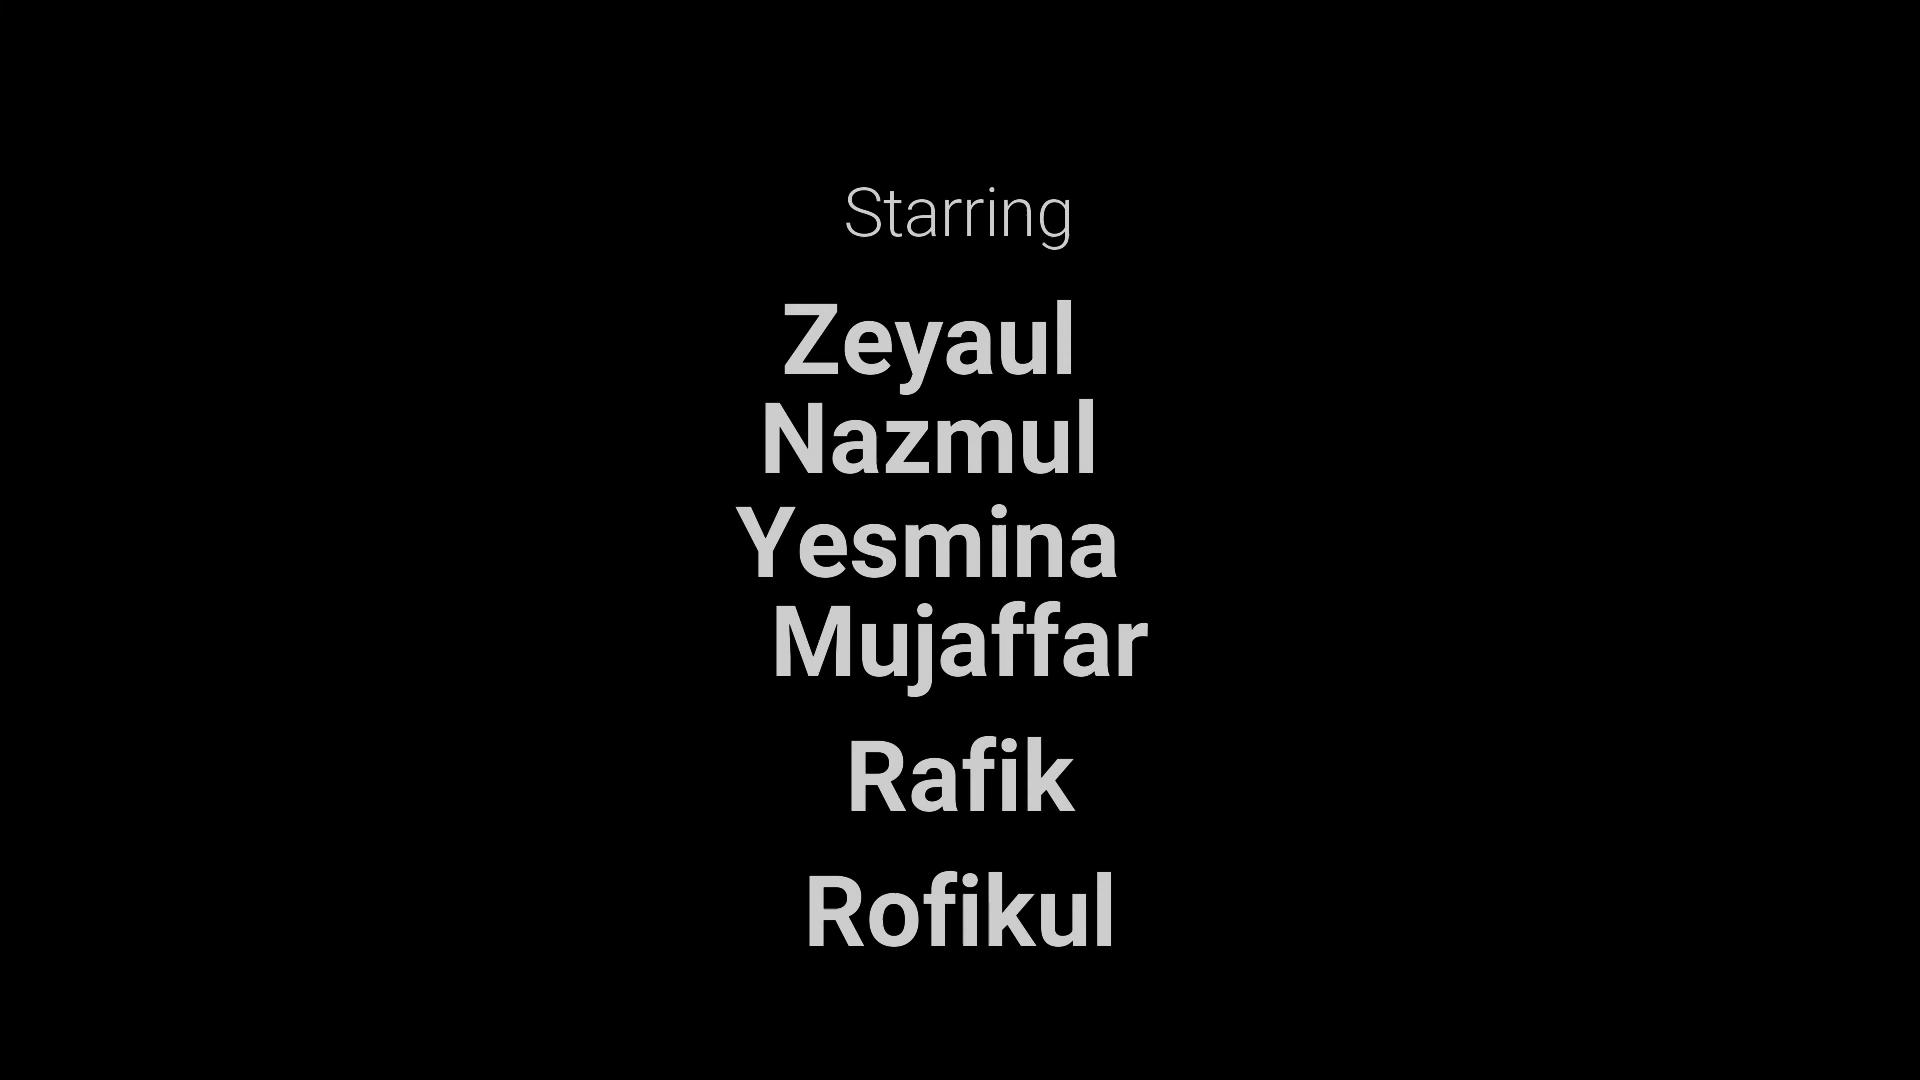 Starring
Zeyaul
Nazmul
Yesmina
Mujaffar
Rafik
Rofikul